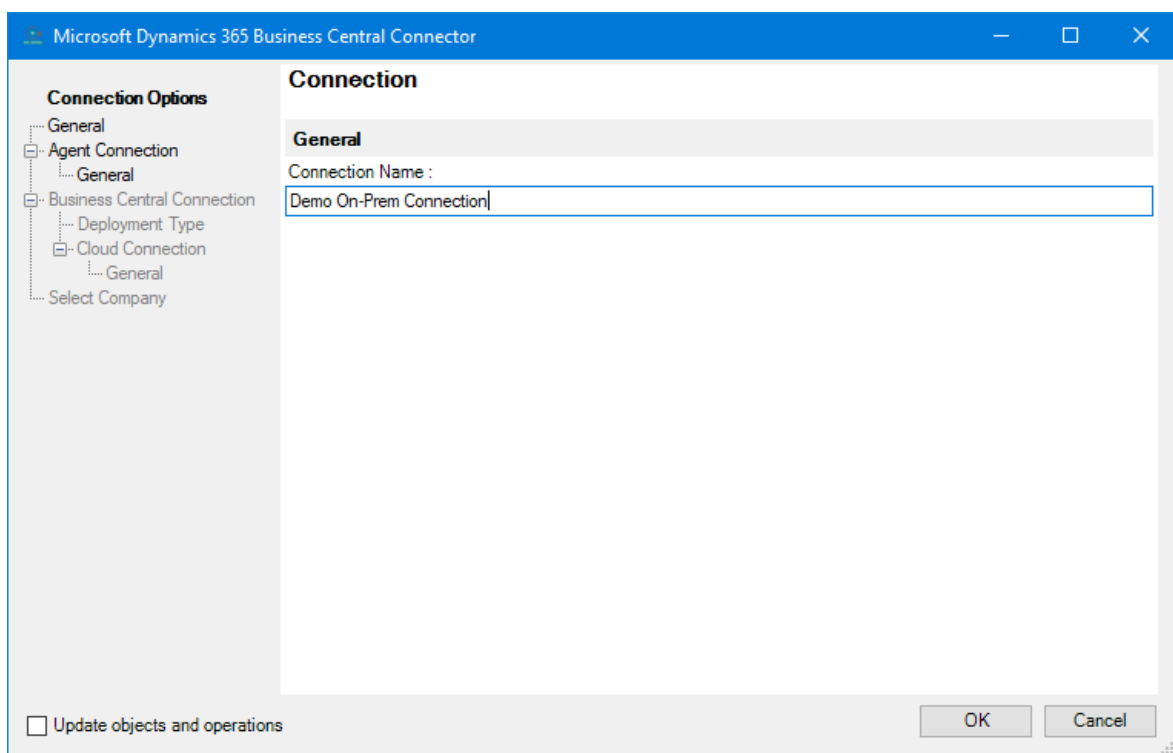 Microsoft Dynamics 365 Business Central Connector
Connection Options
General
Agent Connection
General
Business Central Connection
Deployment Type
Cloud Connection
General
Select Company
Connection
General
Connection Name :
Demo On-Prem Connection
Update objects and operations
OK
Cancel